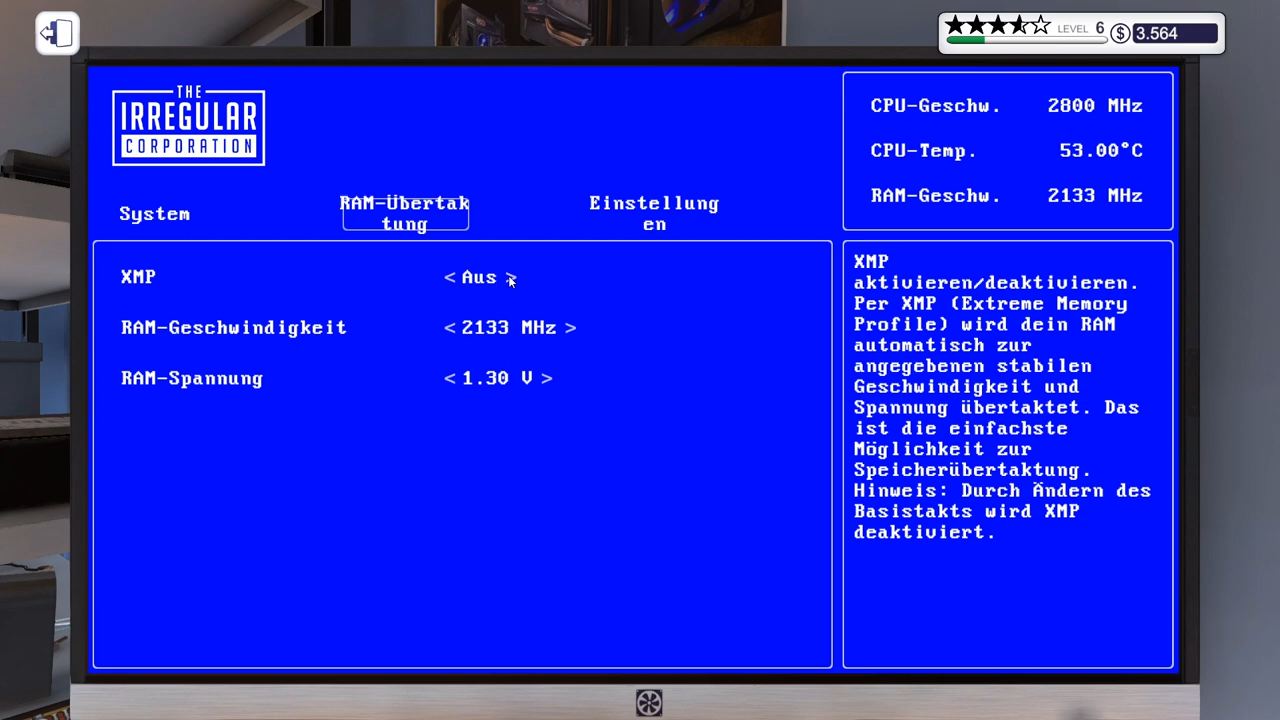 LEVEL 6 $ 3.564
THE
IRREGULAR
CORPORATION
CPU-Geschw. 2800 MHz
CPU-Temp. 53.00°C
RAM-Geschw. 2133 MHz
System
RAM-Übertak
tung
Einstellung
en
XMP < Aus >
RAM-Geschwindigkeit < 2133 MHz >
RAM-Spannung < 1.30 V >
XMP
aktivieren/deaktivieren.
Per XMP (Extreme Memory
Profile) wird dein RAM
automatisch zur
angegebenen stabilen
Geschwindigkeit und
Spannung übertaktet. Das
ist die einfachste
Möglichkeit zur
Speicherübertaktung.
Hinweis: Durch Ändern des
Basistakts wird XMP
deaktiviert.